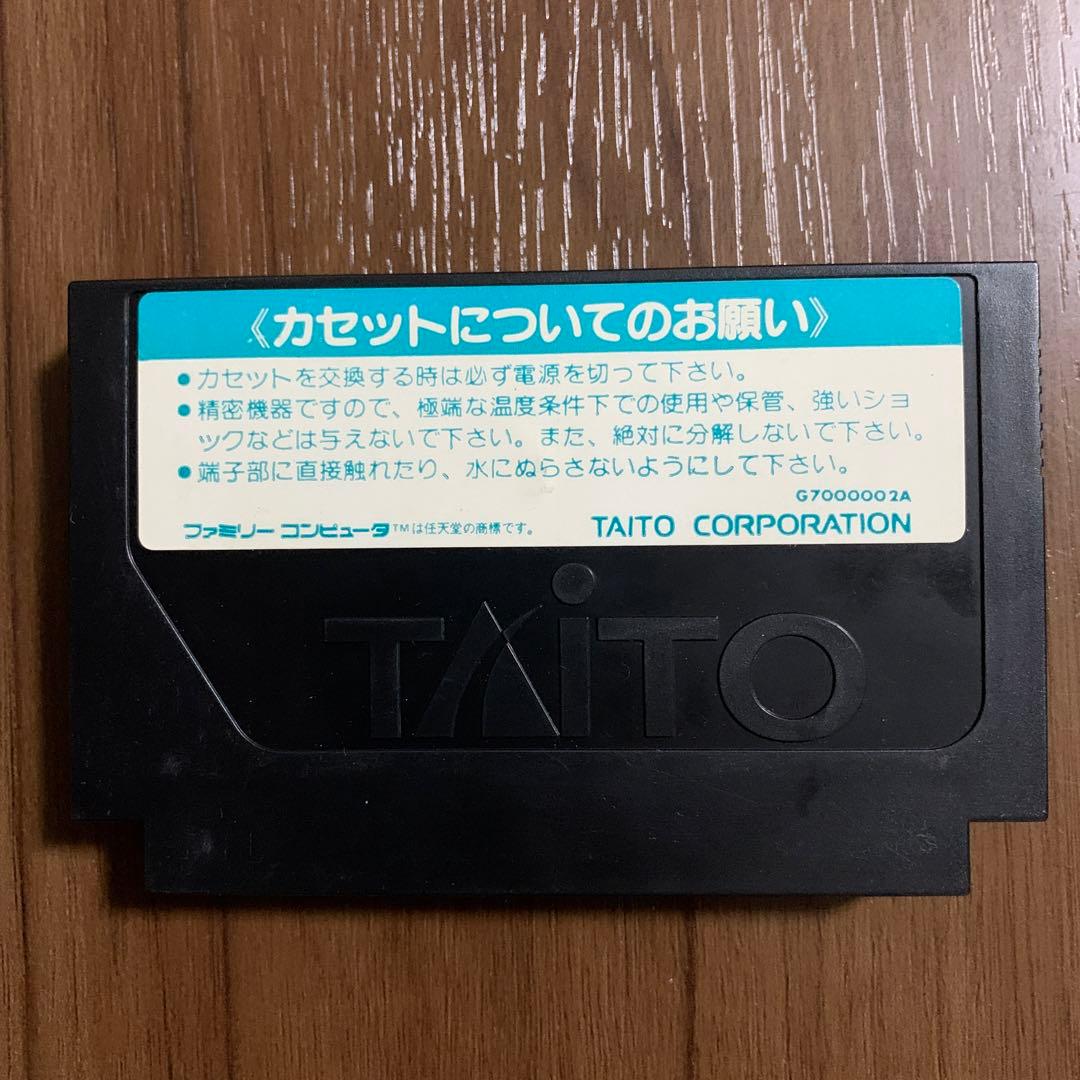 《カセットについてのお願い》
●カセットを交換する時は必ず電源を切って下さい。
●精密機器ですので、極端な温度条件下での使用や保管、強いショ
ックなどは与えないで下さい。また、絶対に分解しないで下さい。
●端子部に直接触れたり、水にぬらさないようにして下さい。
G7000002A
ファミリー コンピュータ™は任天堂の商標です。 TAITO CORPORATION
TAITO